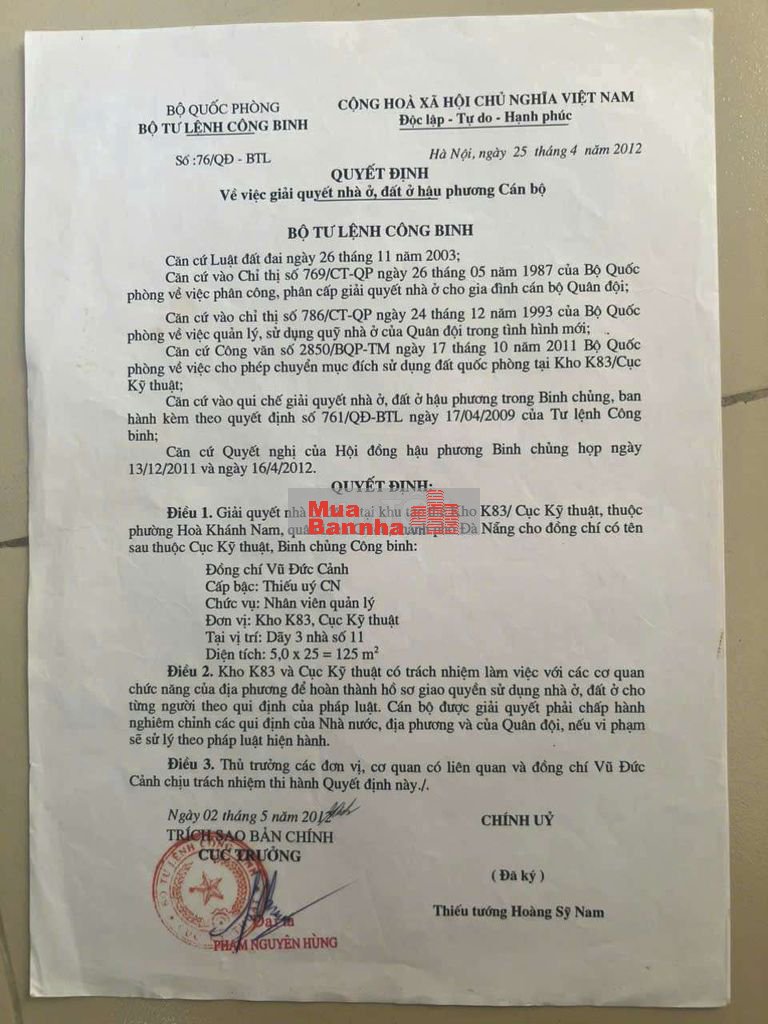 BỘ QUỐC PHÒNG
BỘ TƯ LỆNH CÔNG BINH
CỘNG HOÀ XÃ HỘI CHỦ NGHĨA VIỆT NAM
Độc lập - Tự do - Hạnh phúc
Số :76/QĐ - BTL
Hà Nội, ngày 25 tháng 4 năm 2012
QUYẾT ĐỊNH
Về việc giải quyết nhà ở, đất ở hậu phương Cán bộ
BỘ TƯ LỆNH CÔNG BINH
Căn cứ Luật đất đai ngày 26 tháng 11 năm 2003;
Căn cứ vào Chỉ thị số 769/CT-QP ngày 26 tháng 05 năm 1987 của Bộ Quốc
phòng về việc phân công, phân cấp giải quyết nhà ở cho gia đình cán bộ Quân đội;
Căn cứ vào chỉ thị số 786/CT-QP ngày 24 tháng 12 năm 1993 của Bộ Quốc
phòng về việc quản lý, sử dụng quỹ nhà ở của Quân đội trong tình hình mới;
Căn cứ Công văn số 2850/BQP-TM ngày 17 tháng 10 năm 2011 Bộ Quốc
phòng về việc cho phép chuyển mục đích sử dụng đất quốc phòng tại Kho K83/Cục
Kỹ thuật;
Căn cứ vào qui chế giải quyết nhà ở, đất ở hậu phương trong Binh chủng, ban
hành kèm theo quyết định số 761/QĐ-BTL ngày 17/04/2009 của Tư lệnh Công
binh;
Căn cứ Quyết nghị của Hội đồng hậu phương Binh chủng họp ngày
13/12/2011 và ngày 16/4/2012.
QUYẾT ĐỊNH:
Điều 1. Giải quyết nhà tại khu Kho K83/ Cục Kỹ thuật, thuộc
phường Hoà Khánh Nam, Đà Nẵng cho đồng chí có tên
sau thuộc Cục Kỹ thuật, Binh chủng Công binh:
Mua
Bannha
Đồng chí Vũ Đức Cảnh
Cấp bậc: Thiếu uý CN
Chức vụ: Nhân viên quản lý
Đơn vị: Kho K83, Cục Kỹ thuật
Tại vị trí: Dãy 3 nhà số 11
Diện tích: 5,0 x 25 = 125 m²
Điều 2. Kho K83 và Cục Kỹ thuật có trách nhiệm làm việc với các cơ quan
chức năng của địa phương để hoàn thành hồ sơ giao quyền sử dụng nhà ở, đất ở cho
từng người theo qui định của pháp luật. Cán bộ được giải quyết phải chấp hành
nghiêm chỉnh các qui định của Nhà nước, địa phương và của Quân đội, nếu vi phạm
sẽ sử lý theo pháp luật hiện hành.
Điều 3. Thủ trưởng các đơn vị, cơ quan có liên quan và đồng chí Vũ Đức
Cảnh chịu trách nhiệm thi hành Quyết định này./.
Ngày 02 tháng 5 năm 2012
TRÍCH SAO BẢN CHÍNH
CỤC TRƯỞNG
Đại tá
PHẠM NGUYÊN HÙNG
CHÍNH UỶ
( Đã ký )
Thiếu tướng Hoàng Sỹ Nam